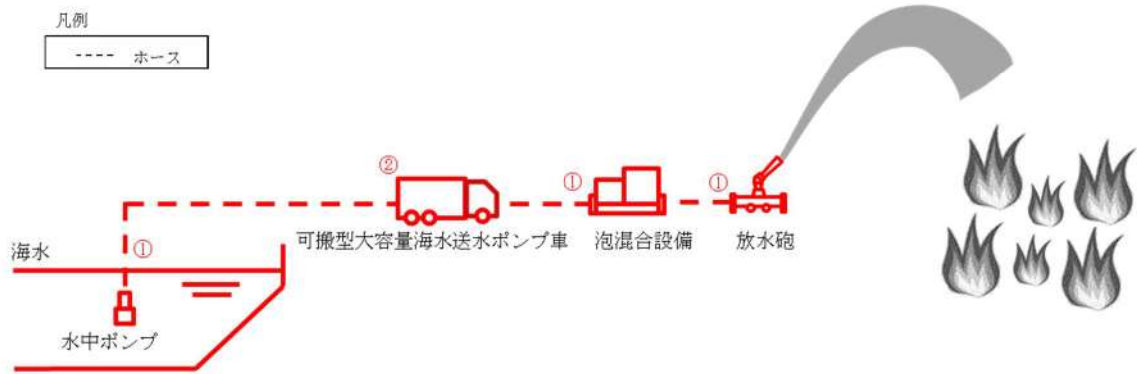 凡例
---- ホース
②
①
①
可搬型大容量海水送水ポンプ車
泡混合設備
放水砲
海水
①
水中ポンプ